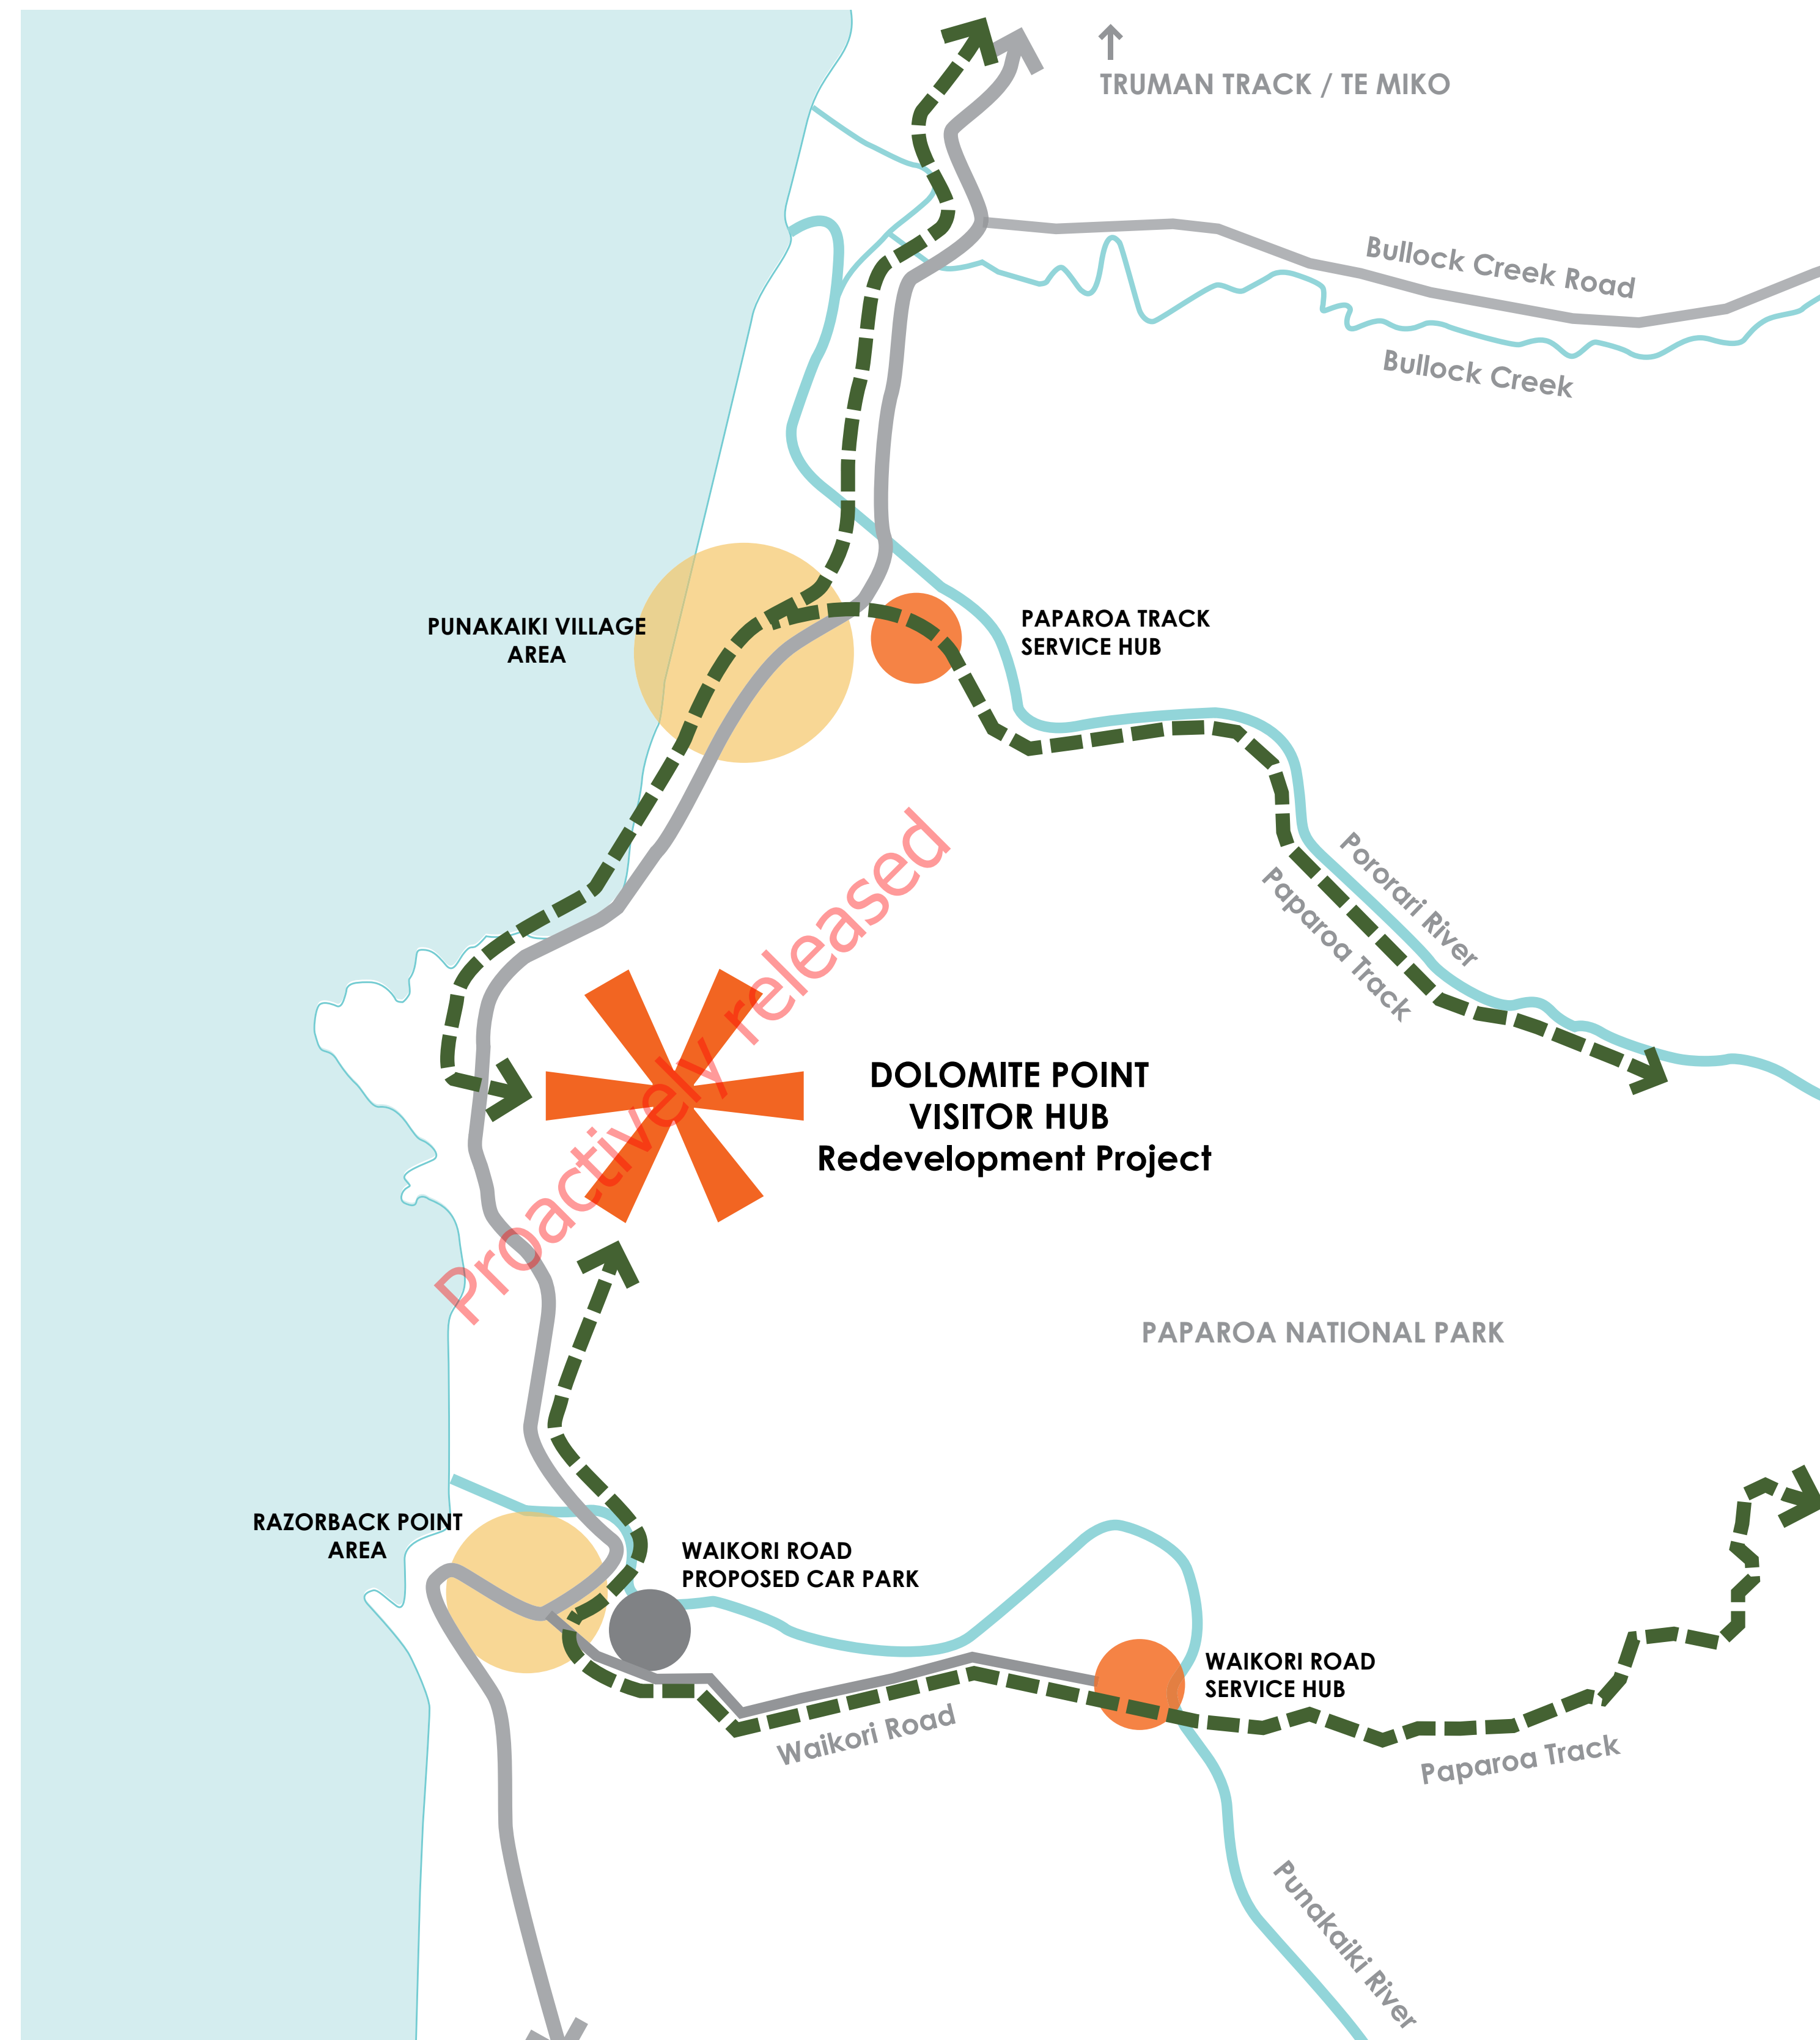 ↑
TRUMAN TRACK / TE MIKO
Bullock Creek Road
Bullock Creek
PUNAKAIKI VILLAGE
AREA
PAPAROA TRACK
SERVICE HUB
Pororari River
Paparoa Track
Proactively released
DOLOMITE POINT
VISITOR HUB
Redevelopment Project
PAPAROA NATIONAL PARK
RAZORBACK POINT
AREA
WAIKORI ROAD
PROPOSED CAR PARK
WAIKORI ROAD
SERVICE HUB
Waikori Road
Paparoa Track
Punakaiki River